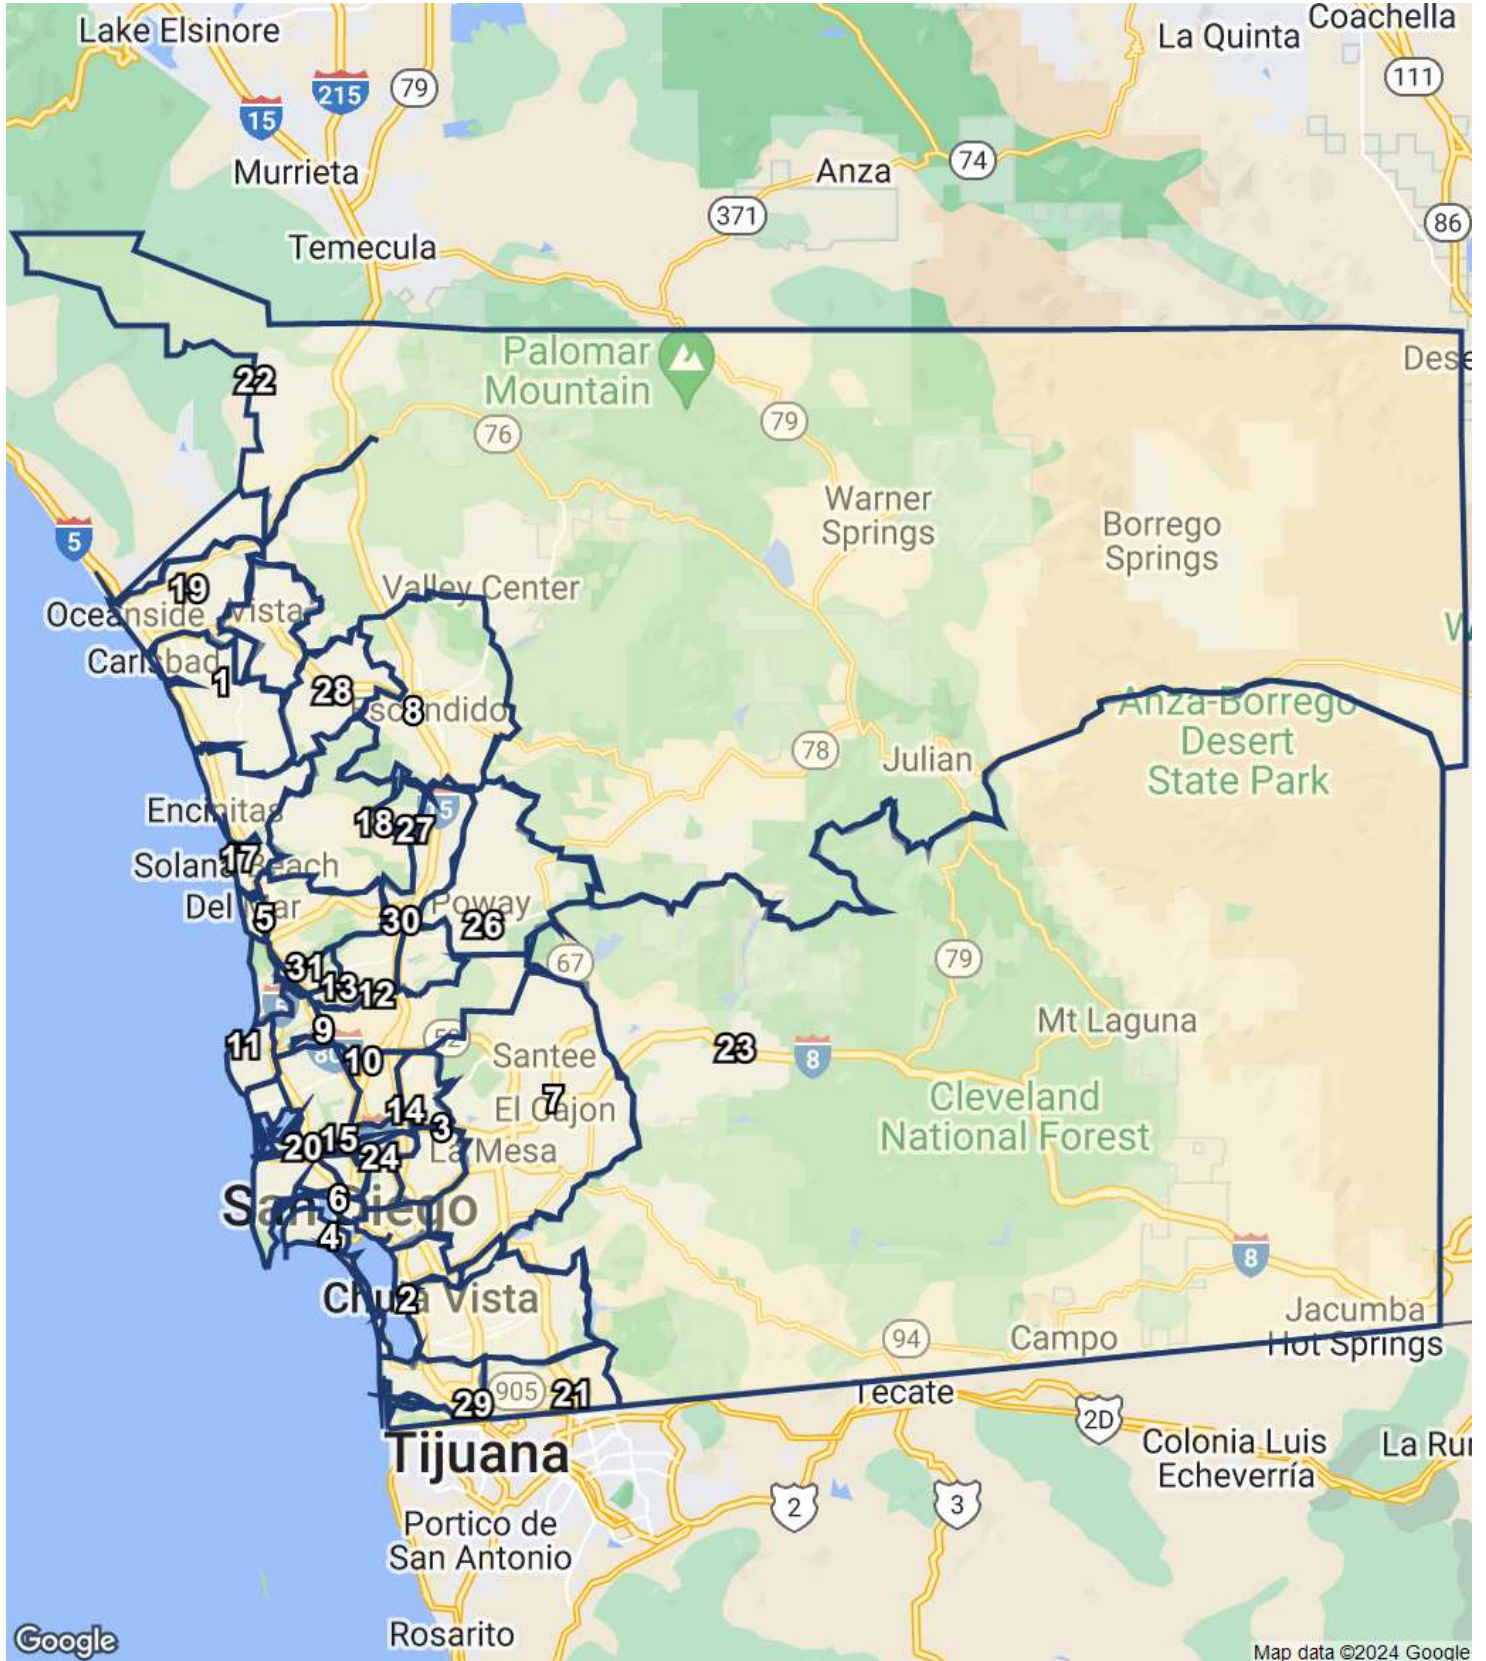 Lake Elsinore
La Quinta
Coachella
111
215
79
15
Murrieta
Anza
74
371
86
Temecula
Palomar
Mountain
22
76
79
Warner
Springs
Borrego
Springs
5
Valley Center
19
Oceanside
Vista
Carlsbad
1
28
Escondido
8
Anza-Borrego
Desert
State Park
78
Julian
Encinitas
18
27
15
17
Solana Beach
Del Mar
5
30
Poway
26
31
13
12
67
79
5
Mt Laguna
11
9
52
Santee
23
8
10
Cleveland
National Forest
7
El Cajon
14
3
La Mesa
20
15
24
San Diego
6
4
8
Chula Vista
2
Jacumba
Hot Springs
94
Campo
905
21
29
Tecate
2D
Tijuana
Colonia Luis
Echeverría
2
3
Portico de
San Antonio
Rosarito
Google
Map data ©2024 Google